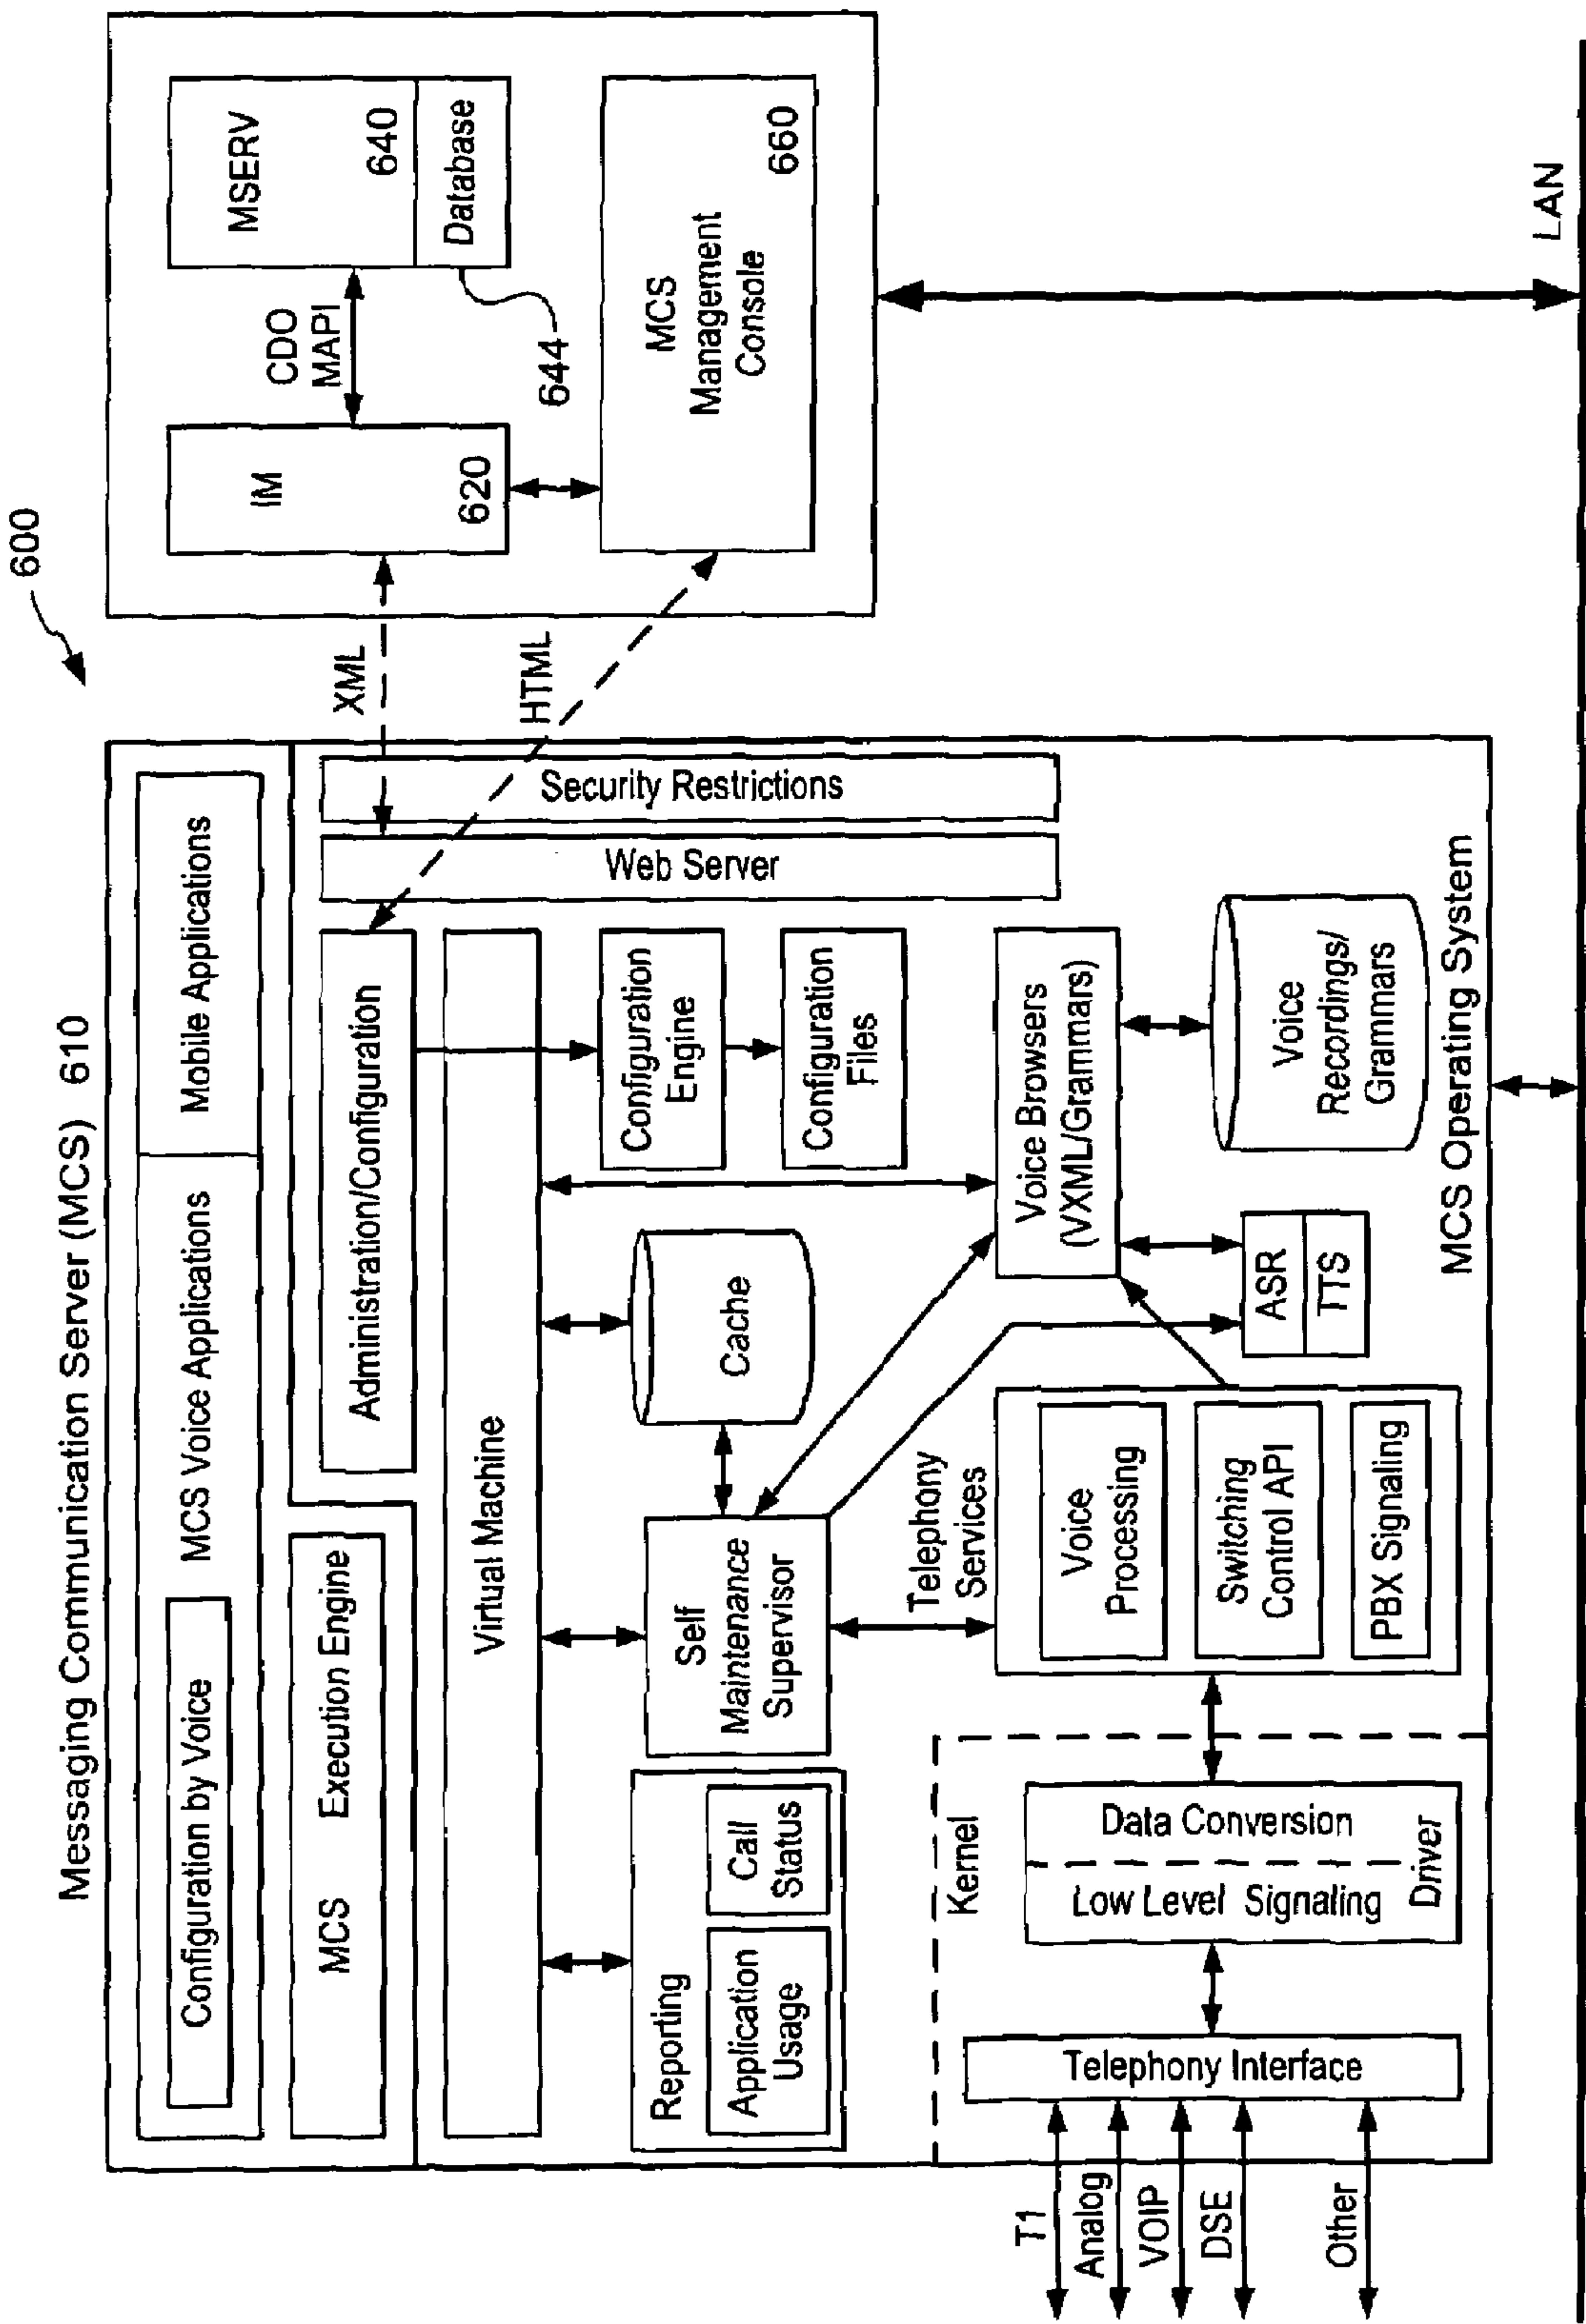 600
Messaging Communication Server (MCS) 610
Configuration by Voice
MCS Voice Applications
Mobile Applications
MCS Execution Engine
Administration/Configuration
Virtual Machine
Security Restrictions
Web Server
XML
HTML
IM
620
CDO
MAPI
MSERV
640
Database
644
MCS
Management
Console
660
Reporting
Application
Usage
Call
Status
Self
Maintenance
Supervisor
Cache
Configuration
Engine
Configuration
Files
Telephony
Services
Voice
Processing
Switching
Control API
PBX Signaling
Voice Browsers
(VXML/Grammars)
ASR
TTS
Voice
Recordings/
Grammars
Kernel
Data Conversion
Low Level Signaling
Driver
Telephony Interface
T1
Analog
VOIP
DSE
Other
MCS Operating System
LAN